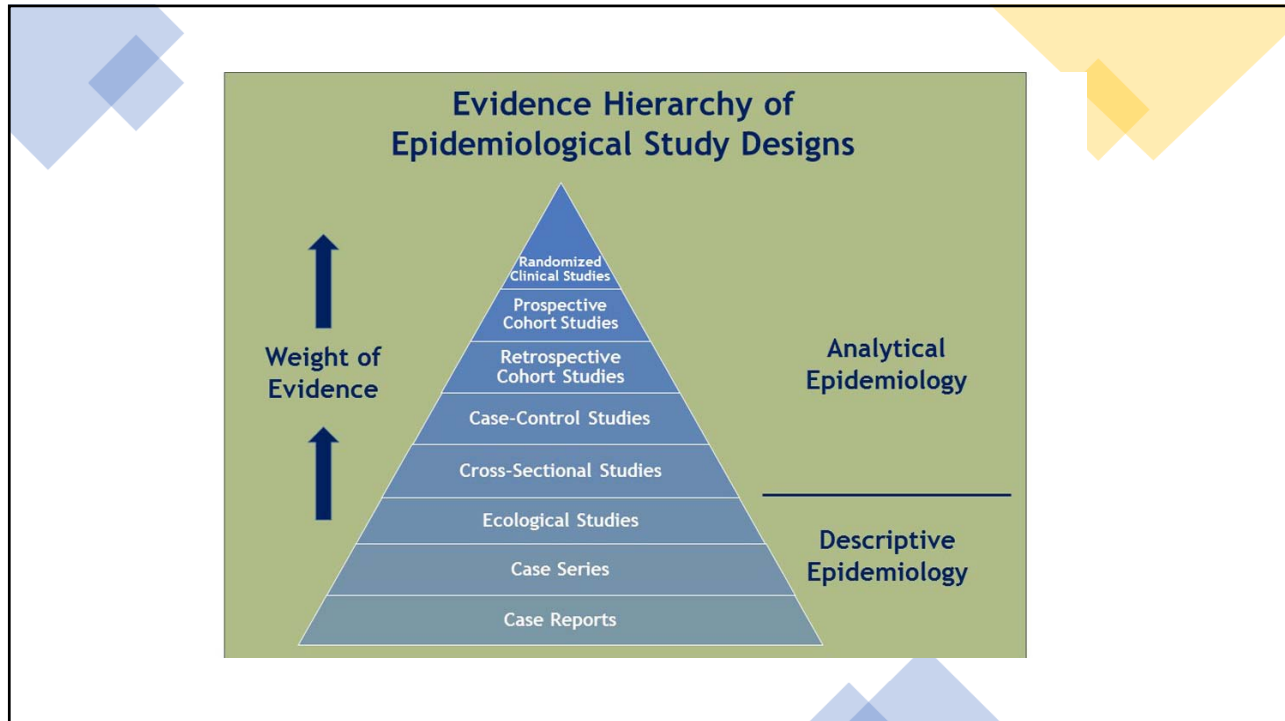 Evidence Hierarchy of
Epidemiological Study Designs
Randomized
Clinical Studies
Prospective
Cohort Studies
Retrospective
Cohort Studies
Case-Control Studies
Cross-Sectional Studies
Ecological Studies
Case Series
Case Reports
Weight of
Evidence
Analytical
Epidemiology
Descriptive
Epidemiology